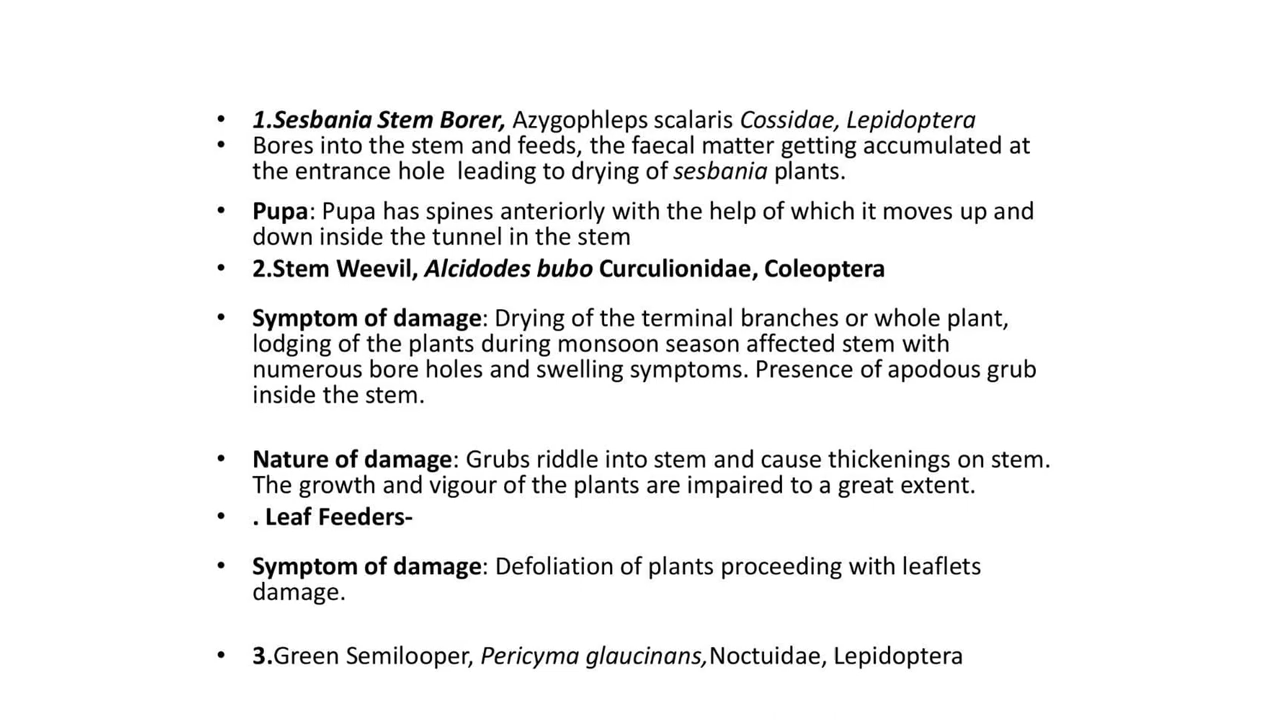 • 1.Sesbania Stem Borer, Azygophleps scalaris Cossidae, Lepidoptera
• Bores into the stem and feeds, the faecal matter getting accumulated at
the entrance hole leading to drying of sesbania plants.
• Pupa: Pupa has spines anteriorly with the help of which it moves up and
down inside the tunnel in the stem
• 2.Stem Weevil, Alcidodes bubo Curculionidae, Coleoptera
• Symptom of damage: Drying of the terminal branches or whole plant,
lodging of the plants during monsoon season affected stem with
numerous bore holes and swelling symptoms. Presence of apodous grub
inside the stem.
• Nature of damage: Grubs riddle into stem and cause thickenings on stem.
The growth and vigour of the plants are impaired to a great extent.
• . Leaf Feeders-
• Symptom of damage: Defoliation of plants proceeding with leaflets
damage.
• 3.Green Semilooper, Pericyma glaucinans,Noctuidae, Lepidoptera